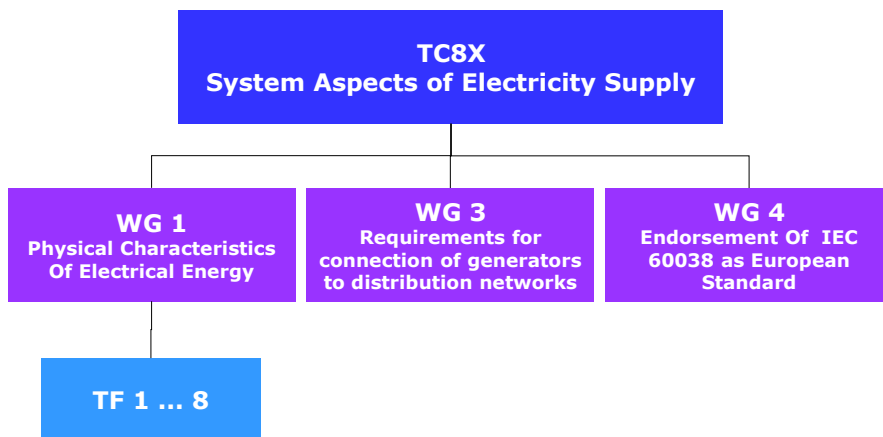 TC8X
System Aspects of Electricity Supply
WG 1
Physical Characteristics
Of Electrical Energy
WG 3
Requirements for
connection of generators
to distribution networks
WG 4
Endorsement Of IEC
60038 as European
Standard
TF 1 ... 8